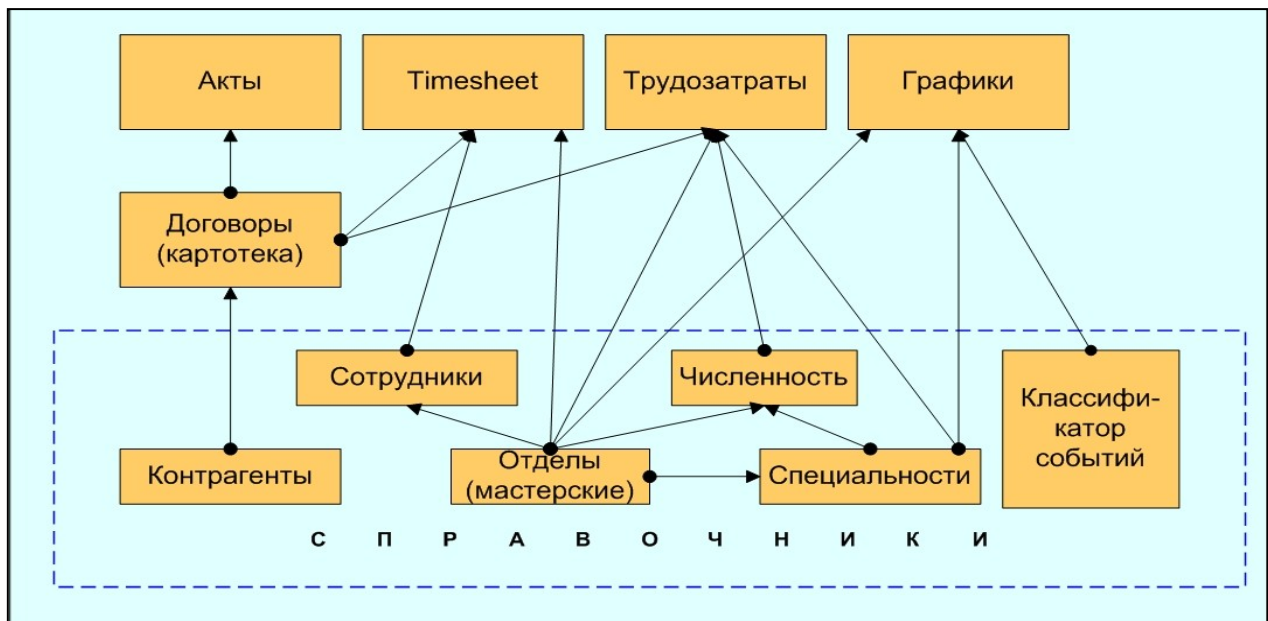 Акты
Timesheet
Трудозатраты
Графики
Договоры
(картотека)
Сотрудники
Численность
Классифи-
катор
событий
Контрагенты
Отделы
(мастерские)
Специальности
С П Р А В О Ч Н И К И